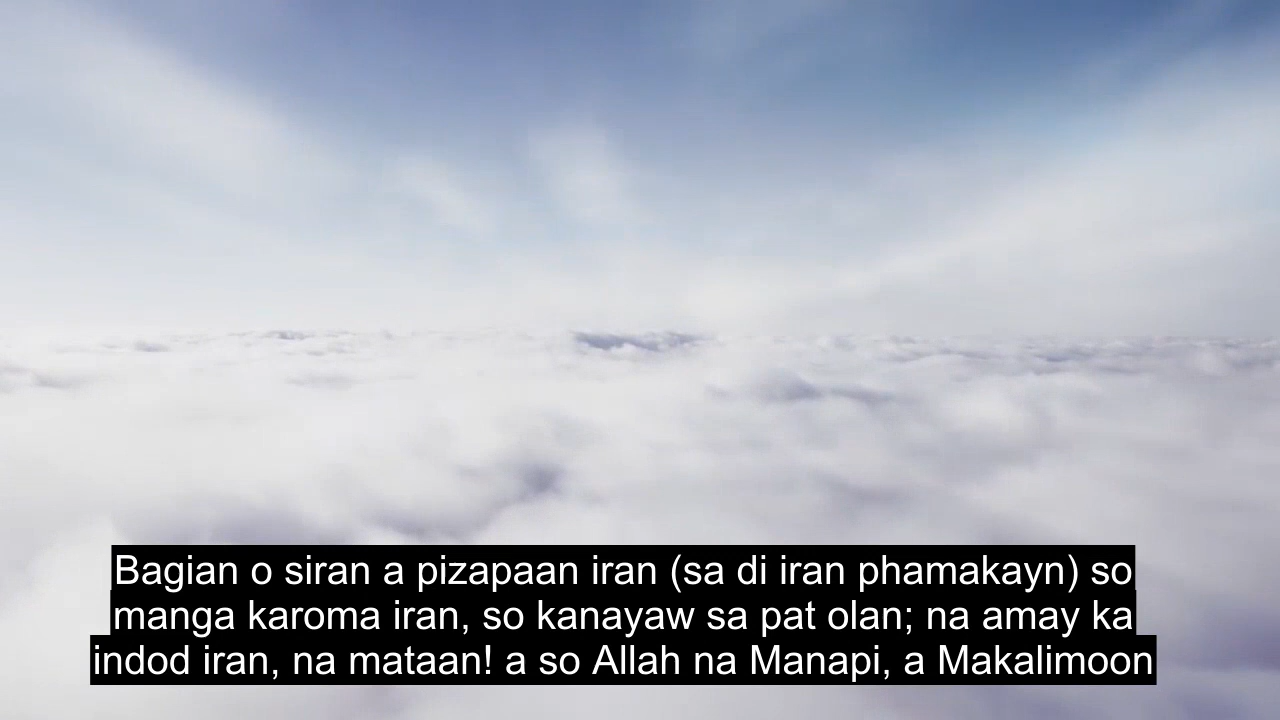 Bagian o siran a pizapaan iran (sa di iran phamakayn) so
manga karoma iran, so kanayaw sa pat olan; na amay ka
indod iran, na mataan! a so Allah na Manapi, a Makalimoon